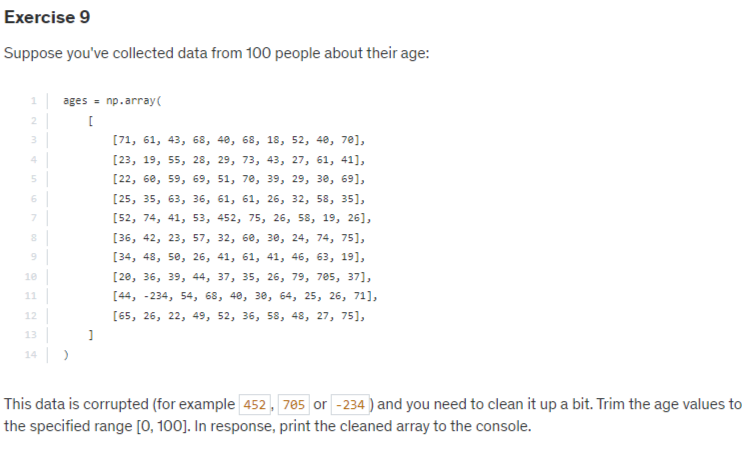 Exercise 9
Suppose you've collected data from 100 people about their age:
1 ages = np.array(
2 [
3 [71, 61, 43, 68, 40, 68, 18, 52, 40, 70],
4 [23, 19, 55, 28, 29, 73, 43, 27, 61, 41],
5 [22, 60, 59, 69, 51, 70, 39, 29, 30, 69],
6 [25, 35, 63, 36, 61, 61, 26, 32, 58, 35],
7 [52, 74, 41, 53, 452, 75, 26, 58, 19, 26],
8 [36, 42, 23, 57, 32, 60, 30, 24, 74, 75],
9 [34, 48, 50, 26, 41, 61, 41, 46, 63, 19],
10 [20, 36, 39, 44, 37, 35, 26, 79, 705, 37],
11 [44, -234, 54, 68, 40, 30, 64, 25, 26, 71],
12 [65, 26, 22, 49, 52, 36, 58, 48, 27, 75],
13 ]
14 )
This data is corrupted (for example 452, 705 or -234) and you need to clean it up a bit. Trim the age values to
the specified range [0, 100]. In response, print the cleaned array to the console.